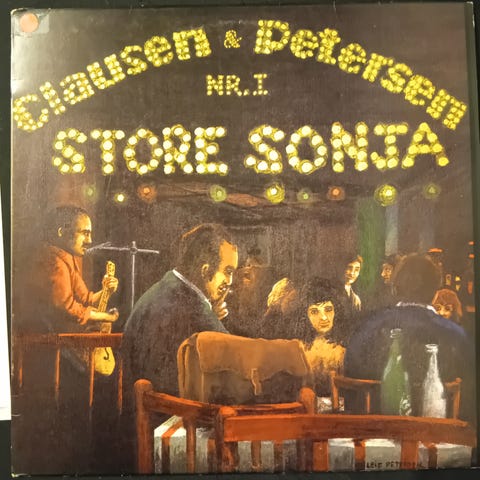 Clausen & Petersen
NR. I
STORE SONJA
LEIF PETERSEN